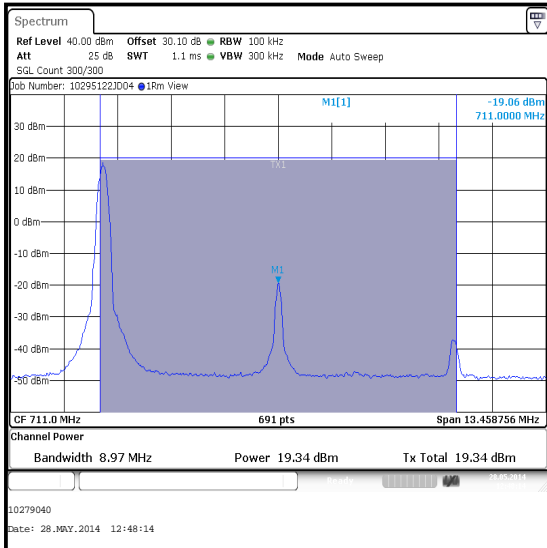 Spectrum
Ref Level 40.00 dBm Offset 30.10 dB RBW 100 kHz
Att 25 dB SWT 1.1 ms VBW 300 kHz Mode Auto Sweep
SGL Count 300/300
Job Number: 10295122JD04 1Rm View
M1[1] -19.06 dBm
711.0000 MHz
30 dBm
20 dBm
TX1
10 dBm
0 dBm
-10 dBm
M1
-20 dBm
-30 dBm
-40 dBm
-50 dBm
CF 711.0 MHz 691 pts Span 13.458756 MHz
Channel Power
Bandwidth 8.97 MHz Power 19.34 dBm Tx Total 19.34 dBm
Ready 28.05.2014
10279040
Date: 28.MAY.2014 12:48:14